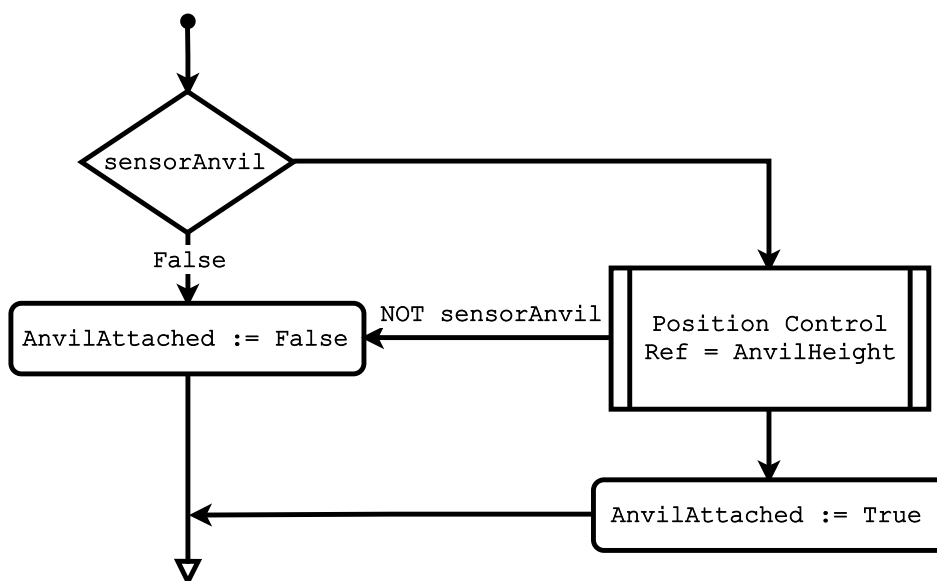 sensorAnvil
False
NOT sensorAnvil
AnvilAttached := False
Position Control
Ref = AnvilHeight
AnvilAttached := True